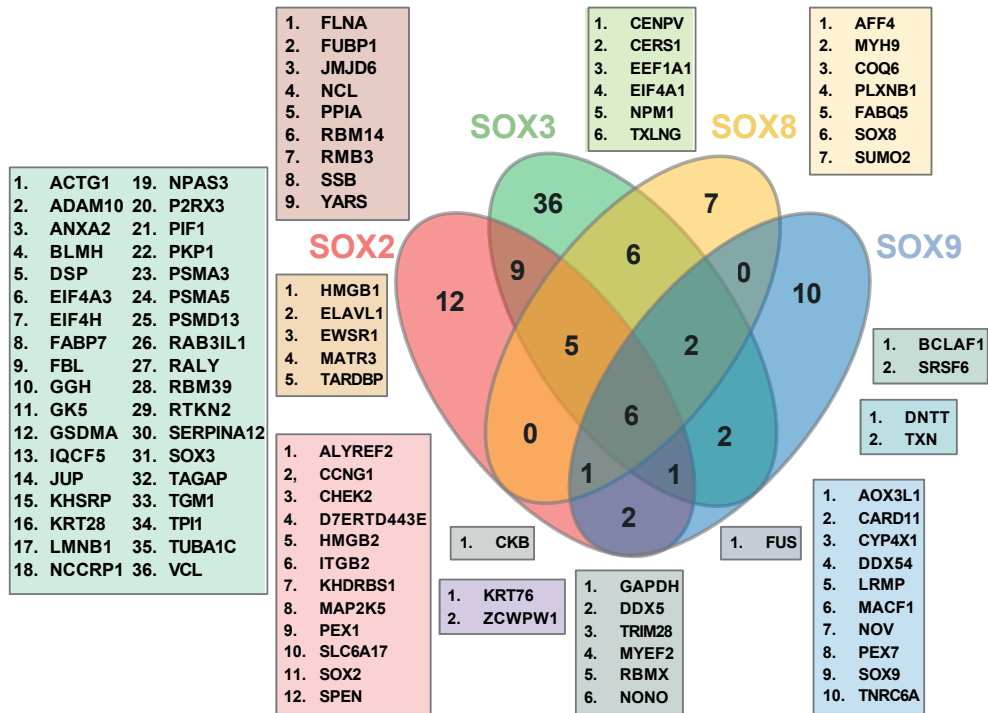 1. FLNA
2. FUBP1
3. JMJD6
4. NCL
5. PPIA
6. RBM14
7. RMB3
8. SSB
9. YARS
1. CENPV
2. CERS1
3. EEF1A1
4. EIF4A1
5. NPM1
6. TXLNG
1. AFF4
2. MYH9
3. COQ6
4. PLXNB1
5. FABQ5
6. SOX8
7. SUMO2
SOX3
SOX8
SOX2
SOX9
1. ACTG1 19. NPAS3
2. ADAM10 20. P2RX3
3. ANXA2 21. PIF1
4. BLMH 22. PKP1
5. DSP 23. PSMA3
6. EIF4A3 24. PSMA5
7. EIF4H 25. PSMD13
8. FABP7 26. RAB3IL1
9. FBL 27. RALY
10. GGH 28. RBM39
11. GK5 29. RTKN2
12. GSDMA 30. SERPINA12
13. IQCF5 31. SOX3
14. JUP 32. TAGAP
15. KHSRP 33. TGM1
16. KRT28 34. TPI1
17. LMNB1 35. TUBA1C
18. NCCRP1 36. VCL
36
7
9
6
0
12
10
5
2
6
0
2
1
1
2
1. HMGB1
2. ELAVL1
3. EWSR1
4. MATR3
5. TARDBP
1. BCLAF1
2. SRSF6
1. DNTT
2. TXN
1. ALYREF2
2, CCNG1
3. CHEK2
4. D7ERTD443E
5. HMGB2
6. ITGB2
7. KHDRBS1
8. MAP2K5
9. PEX1
10. SLC6A17
11. SOX2
12. SPEN
1. CKB
1. KRT76
2. ZCWPW1
1. GAPDH
2. DDX5
3. TRIM28
4. MYEF2
5. RBMX
6. NONO
1. FUS
1. AOX3L1
2. CARD11
3. CYP4X1
4. DDX54
5. LRMP
6. MACF1
7. NOV
8. PEX7
9. SOX9
10. TNRC6A